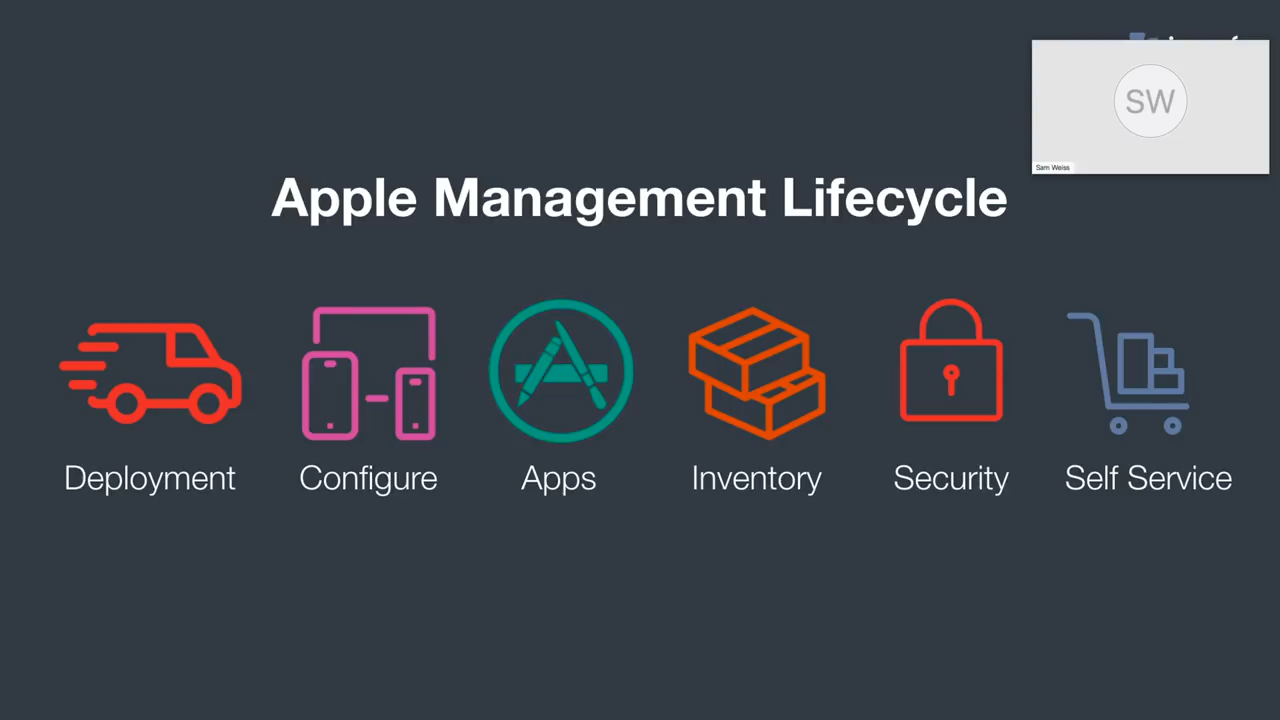 SW
Sam Weiss
Apple Management Lifecycle
Deployment
Configure
Apps
Inventory
Security
Self Service